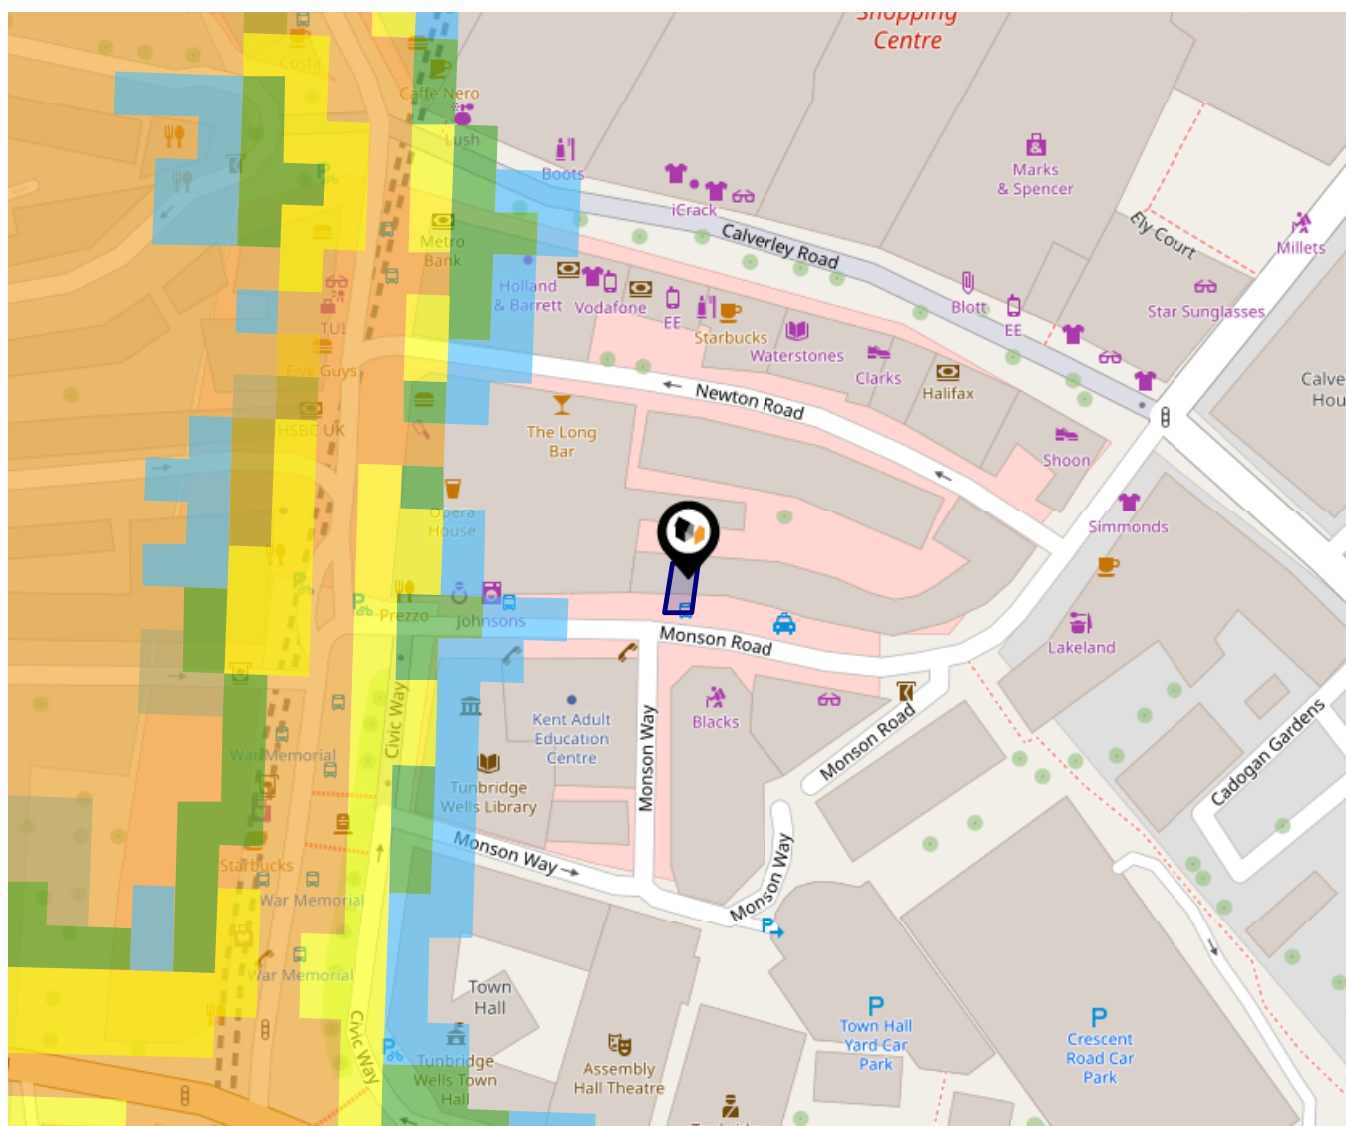 Shopping
Centre
Costa
Caffè Nero
Lush
Boots
iCrack
Marks
& Spencer
Ely Court
Millets
Calverley Road
Metro
Bank
Holland
& Barrett
Vodafone
EE
Starbucks
Waterstones
Clarks
Halifax
Blott
EE
Star Sunglasses
TUI
Five Guys
HSBC UK
Newton Road
The Long
Bar
Shoon
Simmonds
Opera
House
Prezzo
Johnsons
Monson Road
Lakeland
Civic Way
Kent Adult
Education
Centre
Monson Way
Blacks
Monson Road
Cadogan Gardens
War Memorial
Tunbridge
Wells Library
Starbucks
Monson Way
Monson Way
War Memorial
War Memorial
Town
Hall
Civic Way
Tunbridge
Wells Town
Hall
Assembly
Hall Theatre
P
Town Hall
Yard Car
Park
P
Crescent
Road Car
Park